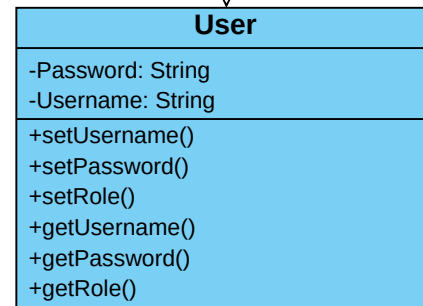 User
-Password: String
-Username: String
+setUsername()
+setPassword()
+setRole()
+getUsername()
+getPassword()
+getRole()